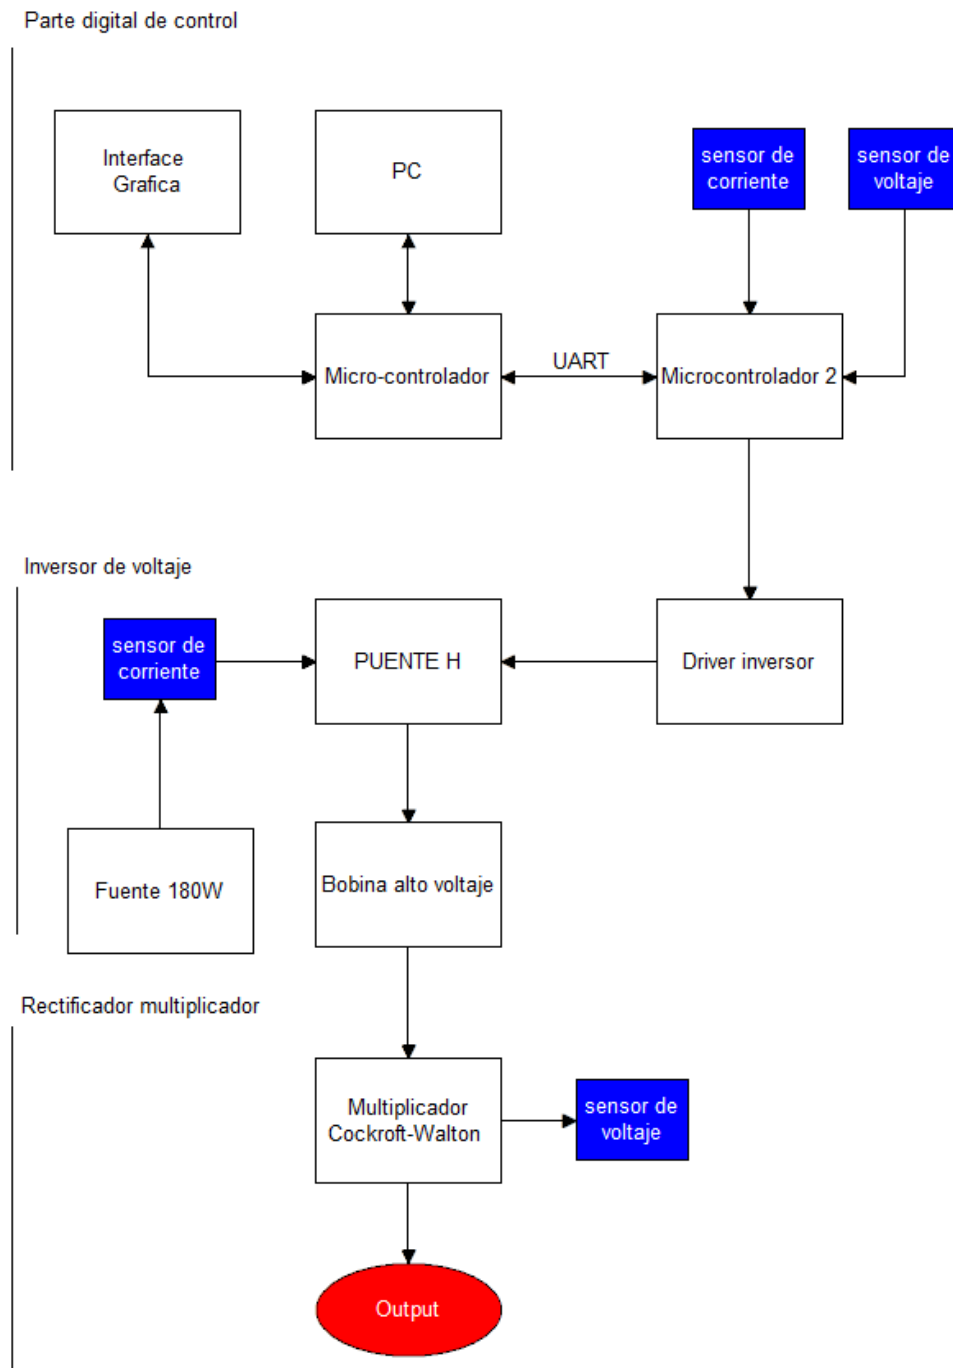 Parte digital de control
Interface
Grafica
PC
sensor de
corriente
sensor de
voltaje
Micro-controlador
UART
Microcontrolador 2
Inversor de voltaje
sensor de
corriente
PUENTE H
Driver inversor
Fuente 180W
Bobina alto voltaje
Rectificador multiplicador
Multiplicador
Cockroft-Walton
sensor de
voltaje
Output